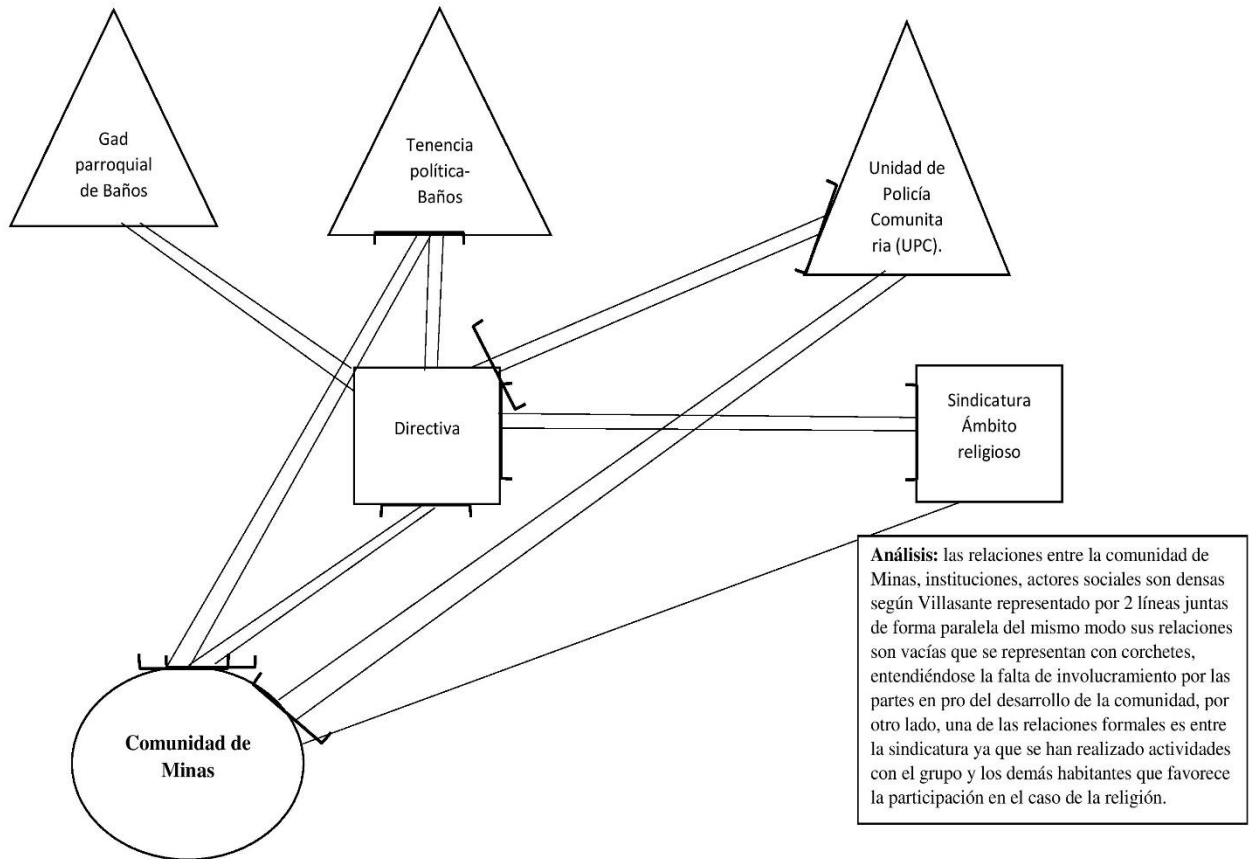 Gad
parroquial
de Baños
Tenencia
política-
Baños
Unidad de
Policía
Comunita
ria (UPC).
Directiva
Sindicatura
Ámbito
religioso
Comunidad de
Minas
Análisis: las relaciones entre la comunidad de
Minas, instituciones, actores sociales son densas
según Villasante representado por 2 líneas juntas
de forma paralela del mismo modo sus relaciones
son vacías que se representan con corchetes,
entendiéndose la falta de involucramiento por las
partes en pro del desarrollo de la comunidad, por
otro lado, una de las relaciones formales es entre
la sindicatura ya que se han realizado actividades
con el grupo y los demás habitantes que favorece
la participación en el caso de la religión.